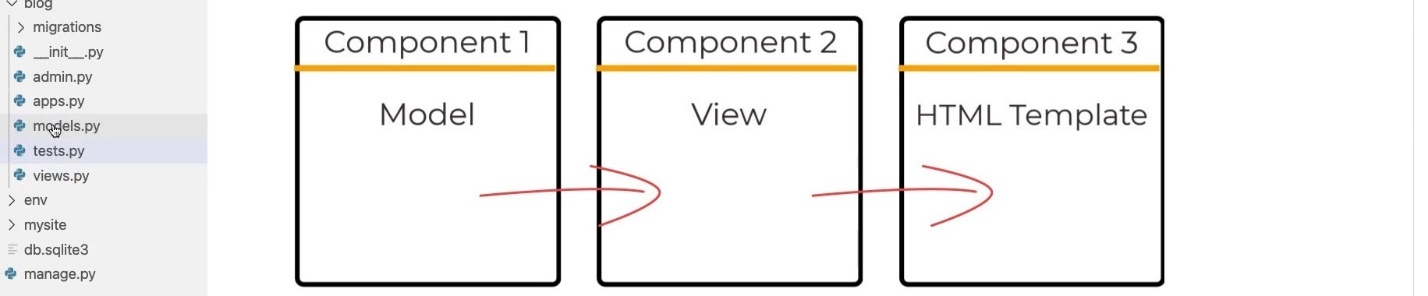 blog
migrations
__init__.py
admin.py
apps.py
models.py
tests.py
views.py
env
mysite
db.sqlite3
manage.py
Component 1
Model
Component 2
View
Component 3
HTML Template